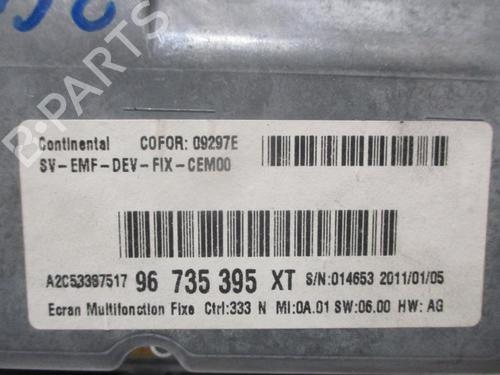 B-PARTS
Continental COFOR: 09297E
SV-EMF-DEV-FIX-CEM00
A2C53387517 96 735 395 XT S/N:014653 2011/01/05
Ecran Multifonction Fixe Ctrl:333 N MI:0A.01 SW:06.00 HW: AG